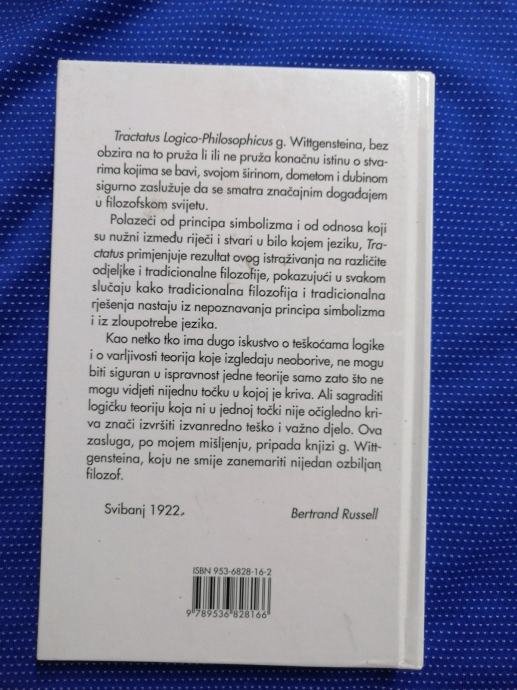 Tractatus Logico-Philosophicus g. Wittgensteina, bez
obzira na to pruža li ili ne pruža konačnu istinu o stva-
rima kojima se bavi, svojom širinom, dometom i dubinom
sigurno zaslužuje da se smatra značajnim događajem
u filozofskom svijetu.
Polazeći od principa simbolizma i od odnosa koji
su nužni između riječi i stvari u bilo kojem jeziku, Tra-
ctatus primjenjuje rezultat ovog istraživanja na različite
odjeljke i tradicionalne filozofije, pokazujući u svakom
slučaju kako tradicionalna filozofija i tradicionalna
rješenja nastaju iz nepoznavanja principa simbolizma
i iz zloupotrebe jezika.
Kao netko tko ima dugo iskustvo o teškoćama logike
i o varljivosti teorija koje izgledaju neoborive, ne mogu
biti siguran u ispravnost jedne teorije samo zato što ne
mogu vidjeti nijednu točku u kojoj je kriva. Ali sagraditi
logičku teoriju koja ni u jednoj točki nije očigledno kri-
va znači izvršiti izvanredno teško i važno djelo. Ova
zasluga, po mojem mišljenju, pripada knjizi g. Witt-
gensteina, koju ne smije zanemariti nijedan ozbiljan
filozof.
Svibanj 1922. Bertrand Russell
ISBN 953-6828-16-2
9 789536 828166